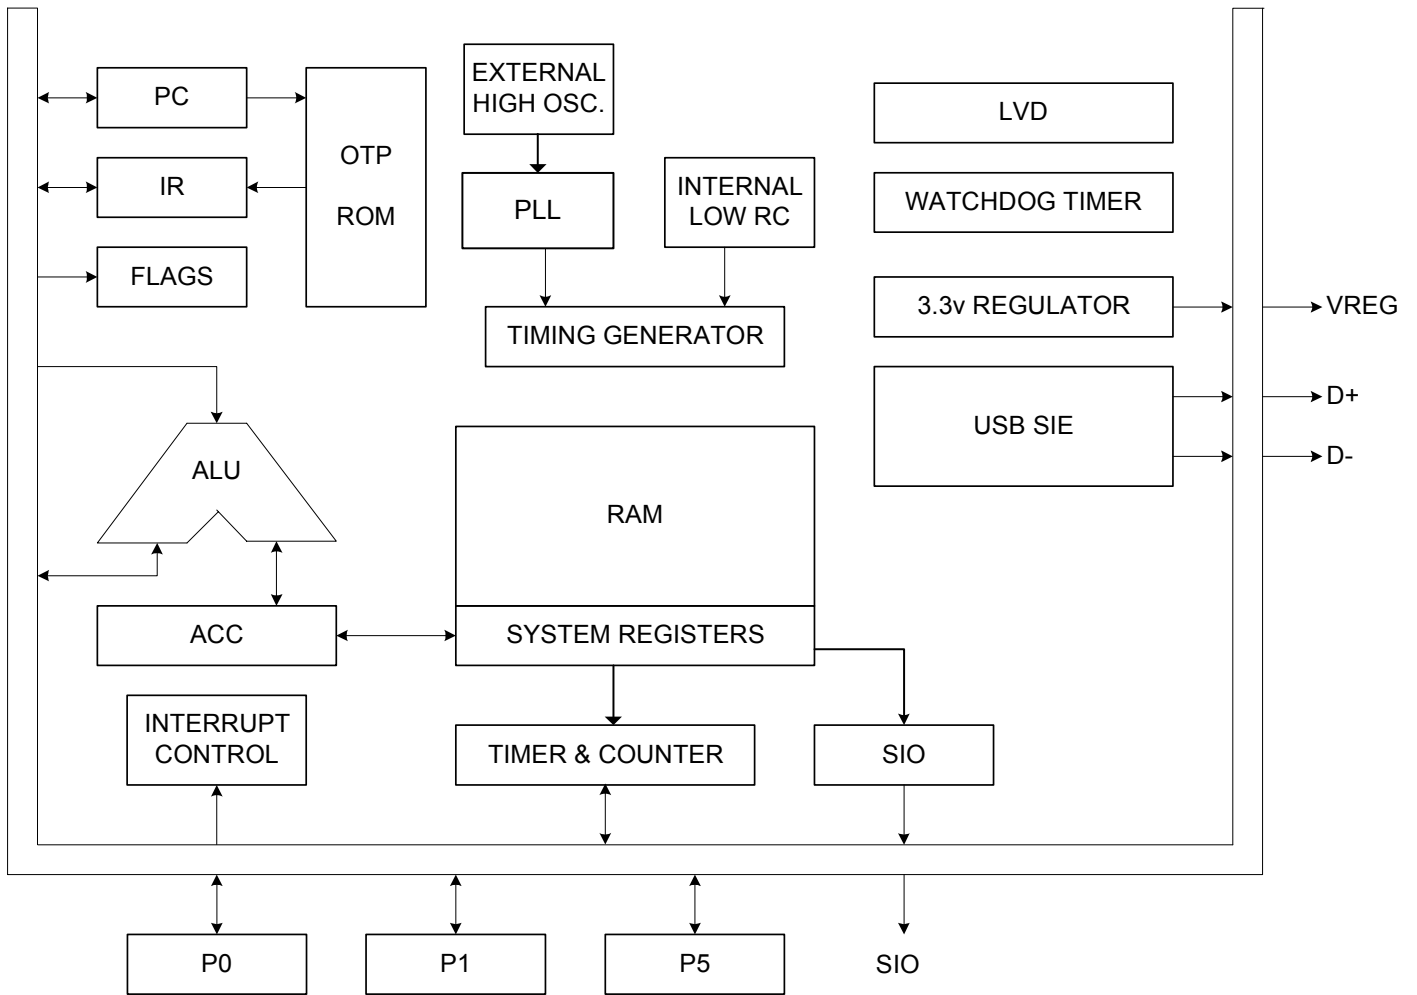 PC
OTP
ROM
IR
FLAGS
EXTERNAL
HIGH OSC.
PLL
INTERNAL
LOW RC
TIMING GENERATOR
LVD
WATCHDOG TIMER
3.3v REGULATOR
VREG
USB SIE
D+
D-
ALU
RAM
ACC
SYSTEM REGISTERS
INTERRUPT
CONTROL
TIMER & COUNTER
SIO
P0
P1
P5
SIO